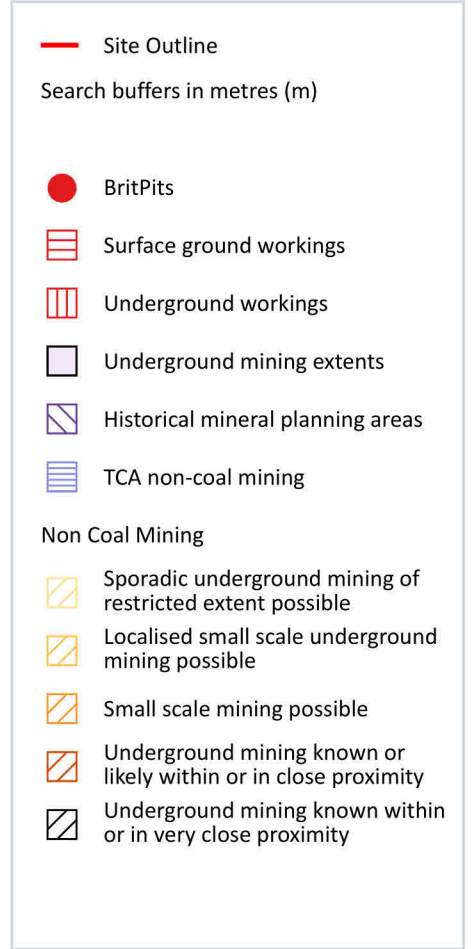 Site Outline
Search buffers in metres (m)
BritPits
Surface ground workings
Underground workings
Underground mining extents
Historical mineral planning areas
TCA non-coal mining
Non Coal Mining
Sporadic underground mining of
restricted extent possible
Localised small scale underground
mining possible
Small scale mining possible
Underground mining known or
likely within or in close proximity
Underground mining known within
or in very close proximity